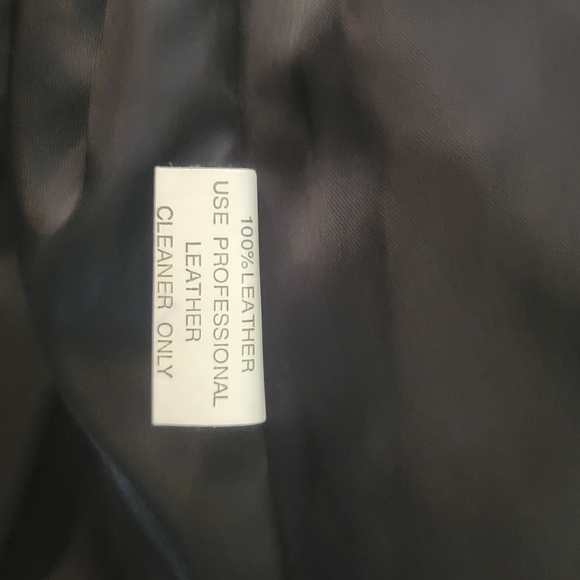 100% LEATHER
USE PROFESSIONAL
LEATHER
CLEANER ONLY